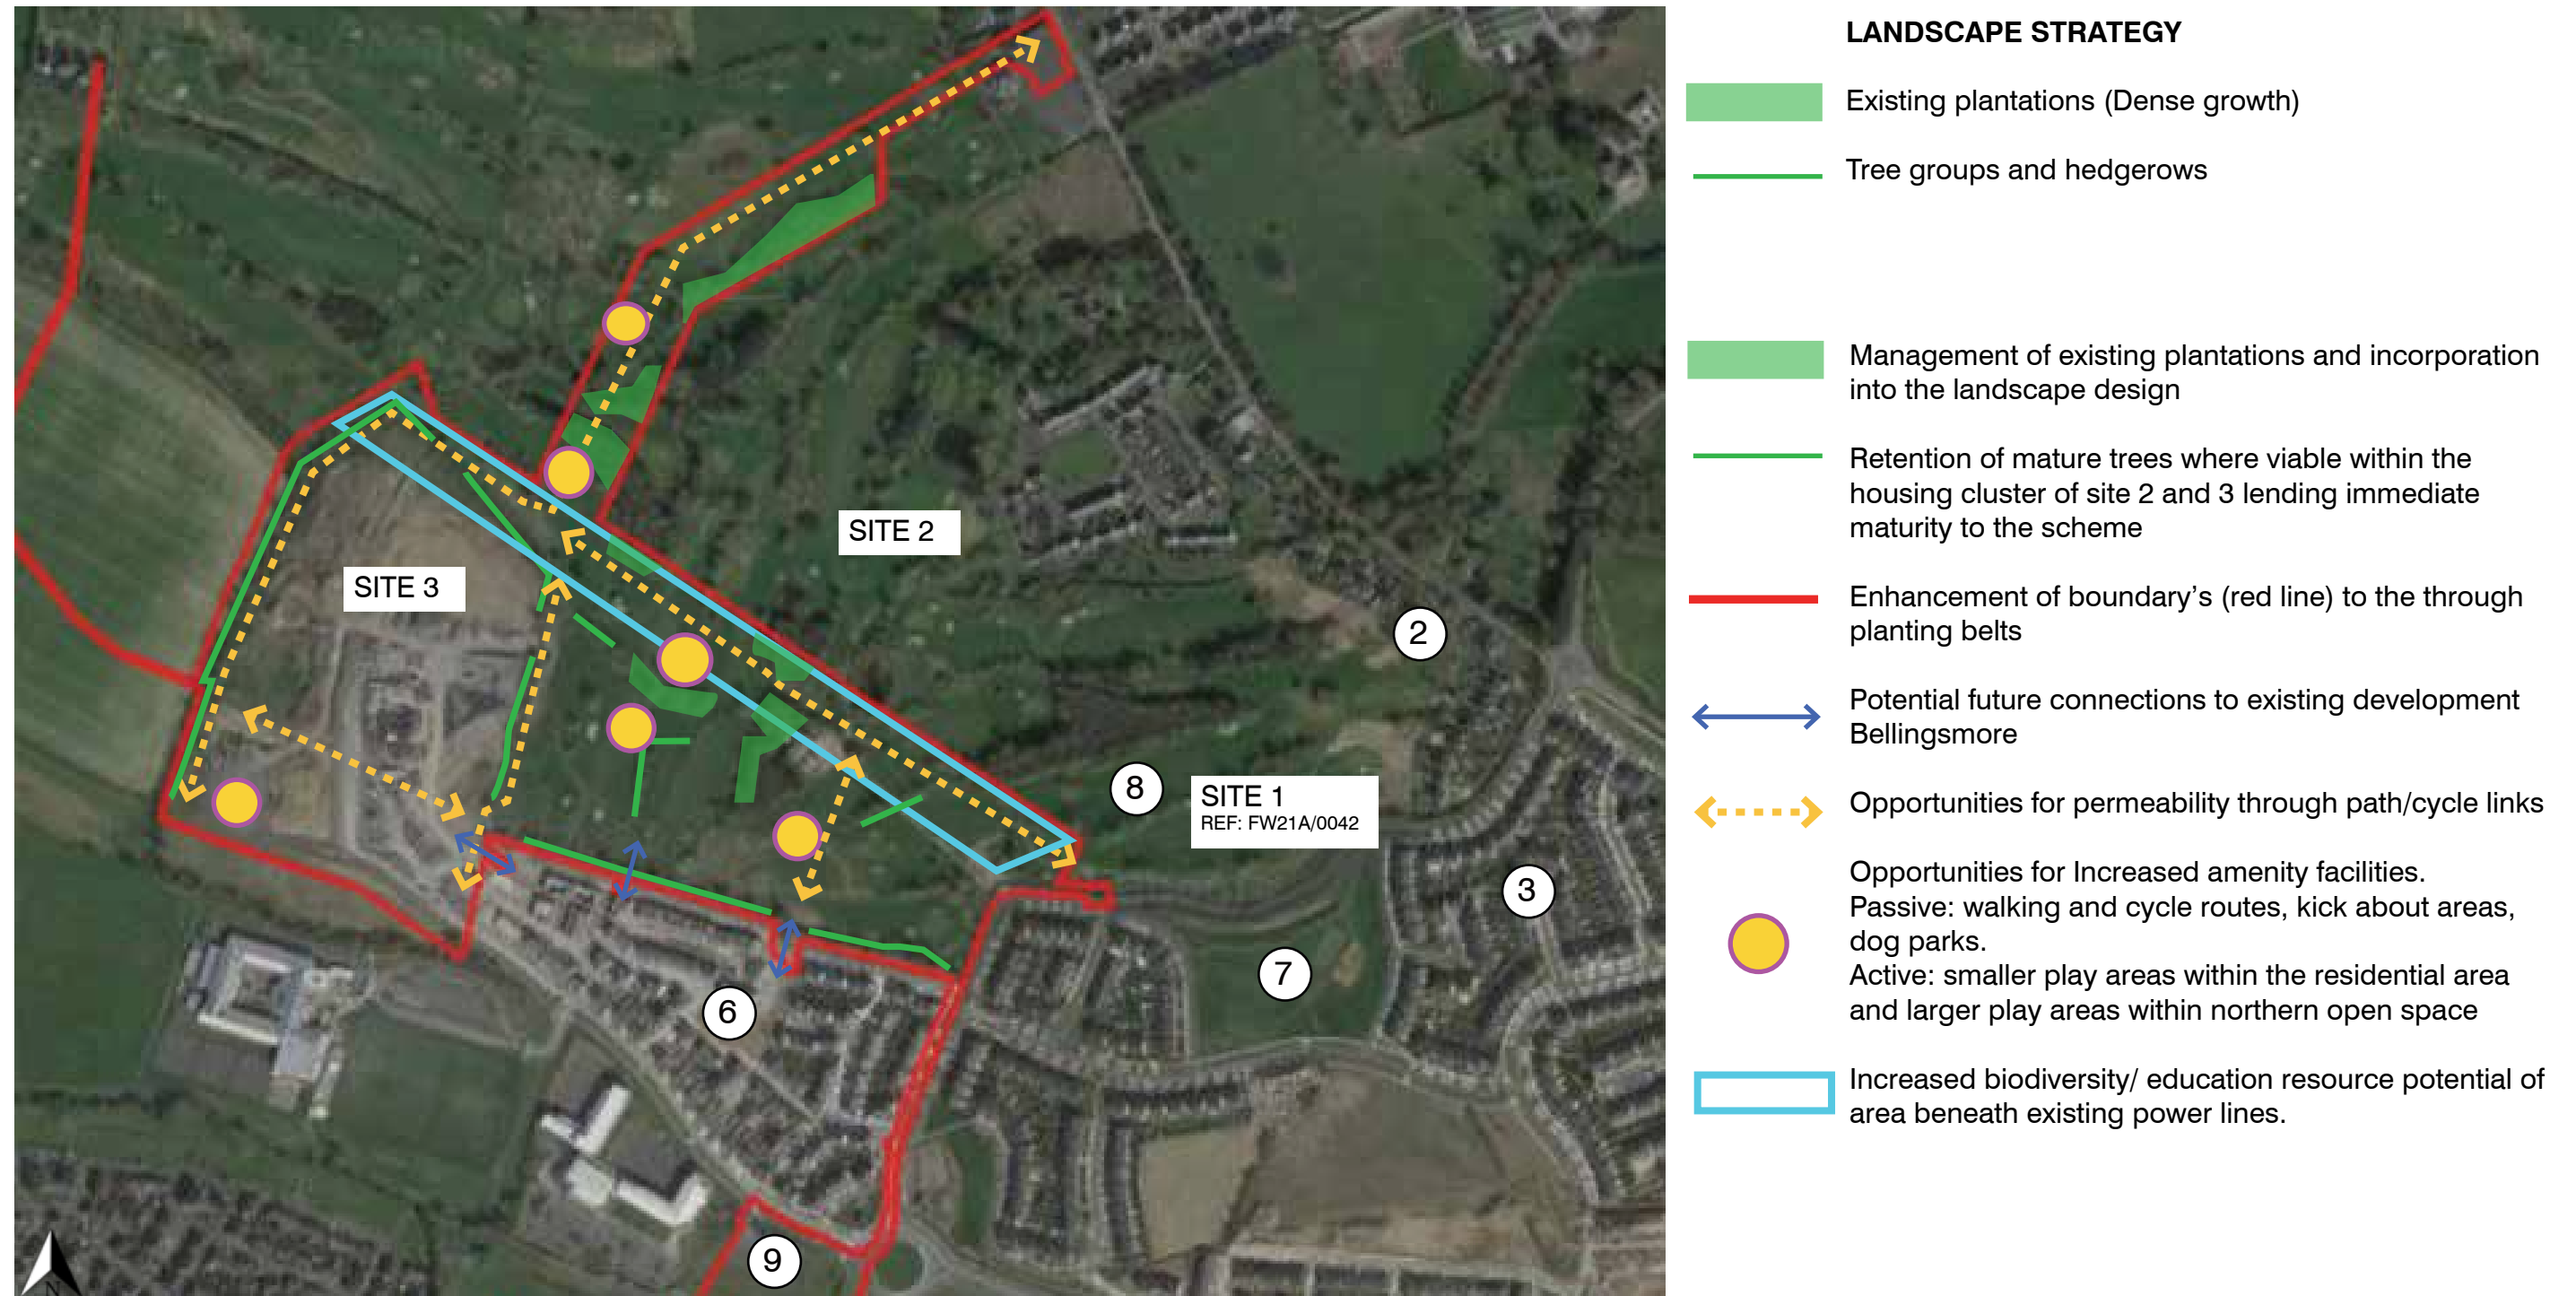 LANDSCAPE STRATEGY
Existing plantations (Dense growth)
Tree groups and hedgerows
Management of existing plantations and incorporation
into the landscape design
Retention of mature trees where viable within the
housing cluster of site 2 and 3 lending immediate
maturity to the scheme
Enhancement of boundary’s (red line) to the through
planting belts
Potential future connections to existing development
Bellingsmore
Opportunities for permeability through path/cycle links
Opportunities for Increased amenity facilities.
Passive: walking and cycle routes, kick about areas,
dog parks.
Active: smaller play areas within the residential area
and larger play areas within northern open space
Increased biodiversity/ education resource potential of
area beneath existing power lines.
SITE 2
SITE 3
2
8
SITE 1
REF: FW21A/0042
3
7
6
9
N